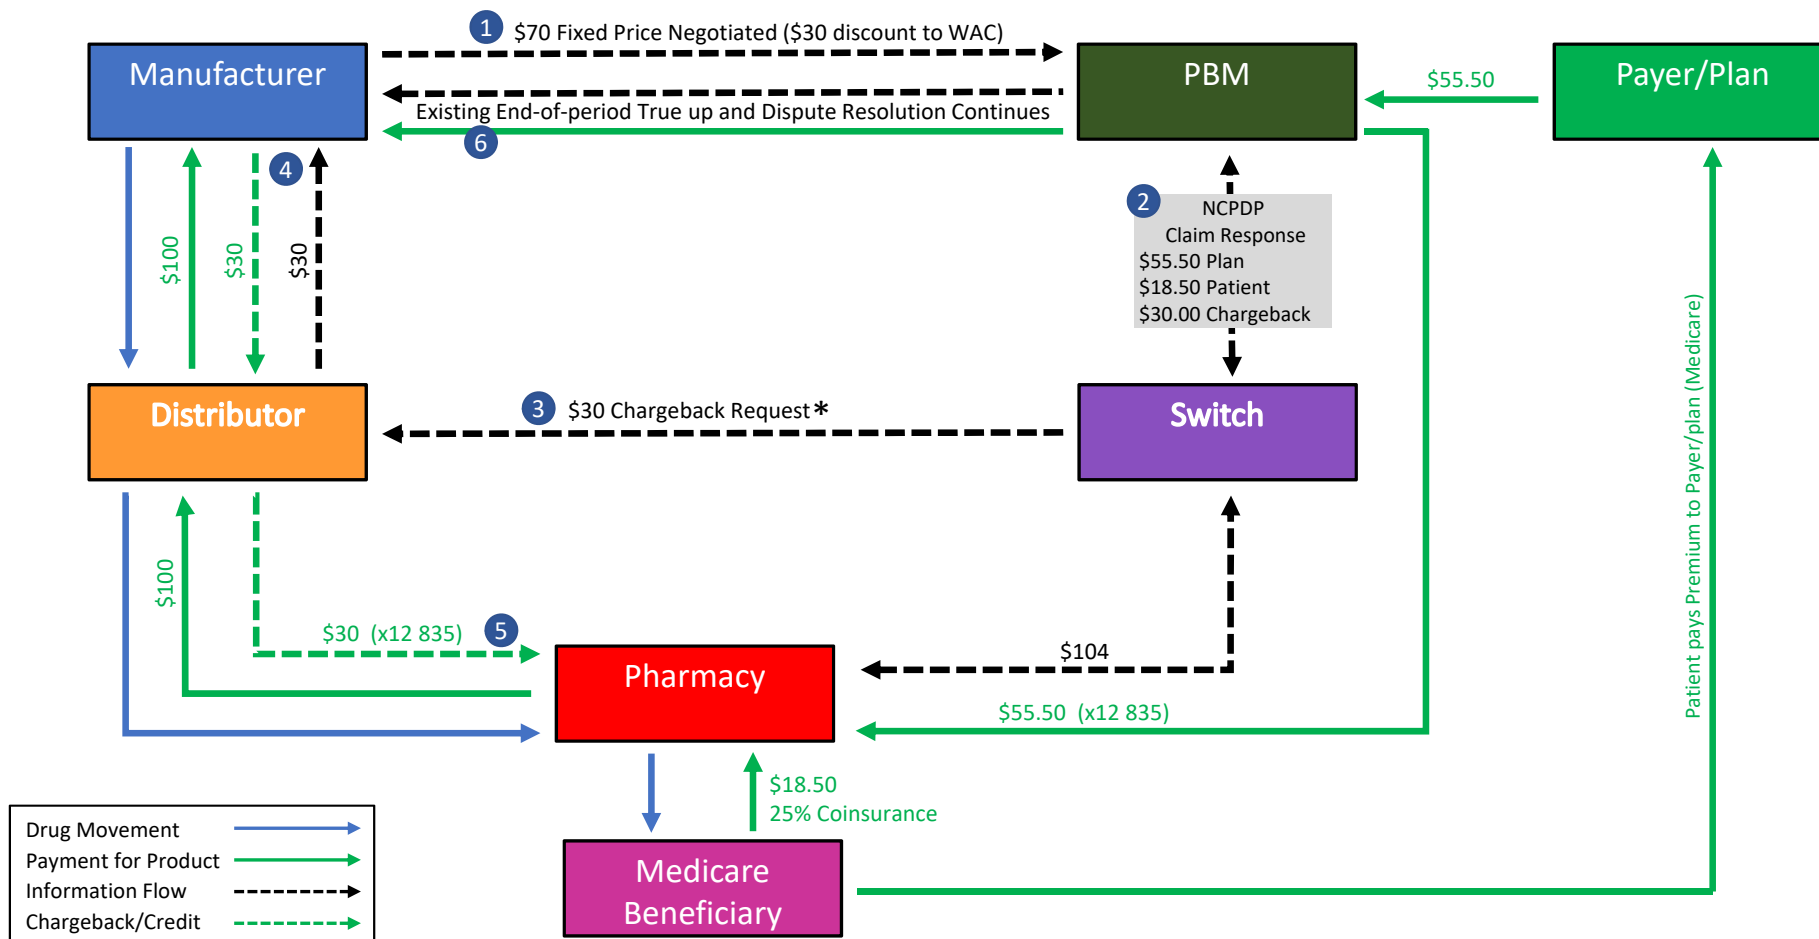 1 $70 Fixed Price Negotiated ($30 discount to WAC)
Manufacturer
PBM
Payer/Plan
$55.50
Existing End-of-period True up and Dispute Resolution Continues
6
4
$100
$30
$30
2
NCPDP
Claim Response
$55.50 Plan
$18.50 Patient
$30.00 Chargeback
Patient pays Premium to Payer/plan (Medicare)
Distributor
3 $30 Chargeback Request*
Switch
$100
$30 (x12 835) 5
Pharmacy
$104
$55.50 (x12 835)
$18.50
25% Coinsurance
Medicare
Beneficiary
Drug Movement
Payment for Product
Information Flow
Chargeback/Credit